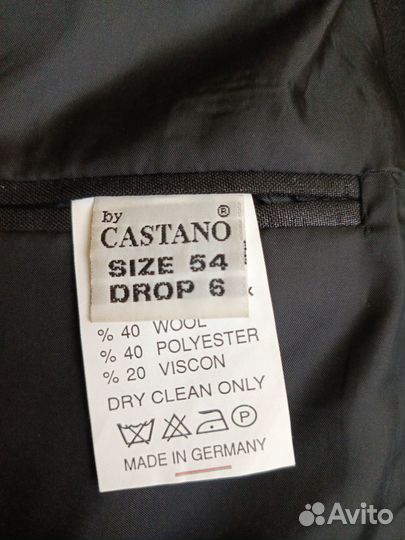 by
CASTANO®
SIZE 54
DROP 6
% 40 WOOL
% 40 POLYESTER
% 20 VISCON
DRY CLEAN ONLY
P
MADE IN GERMANY
Avito